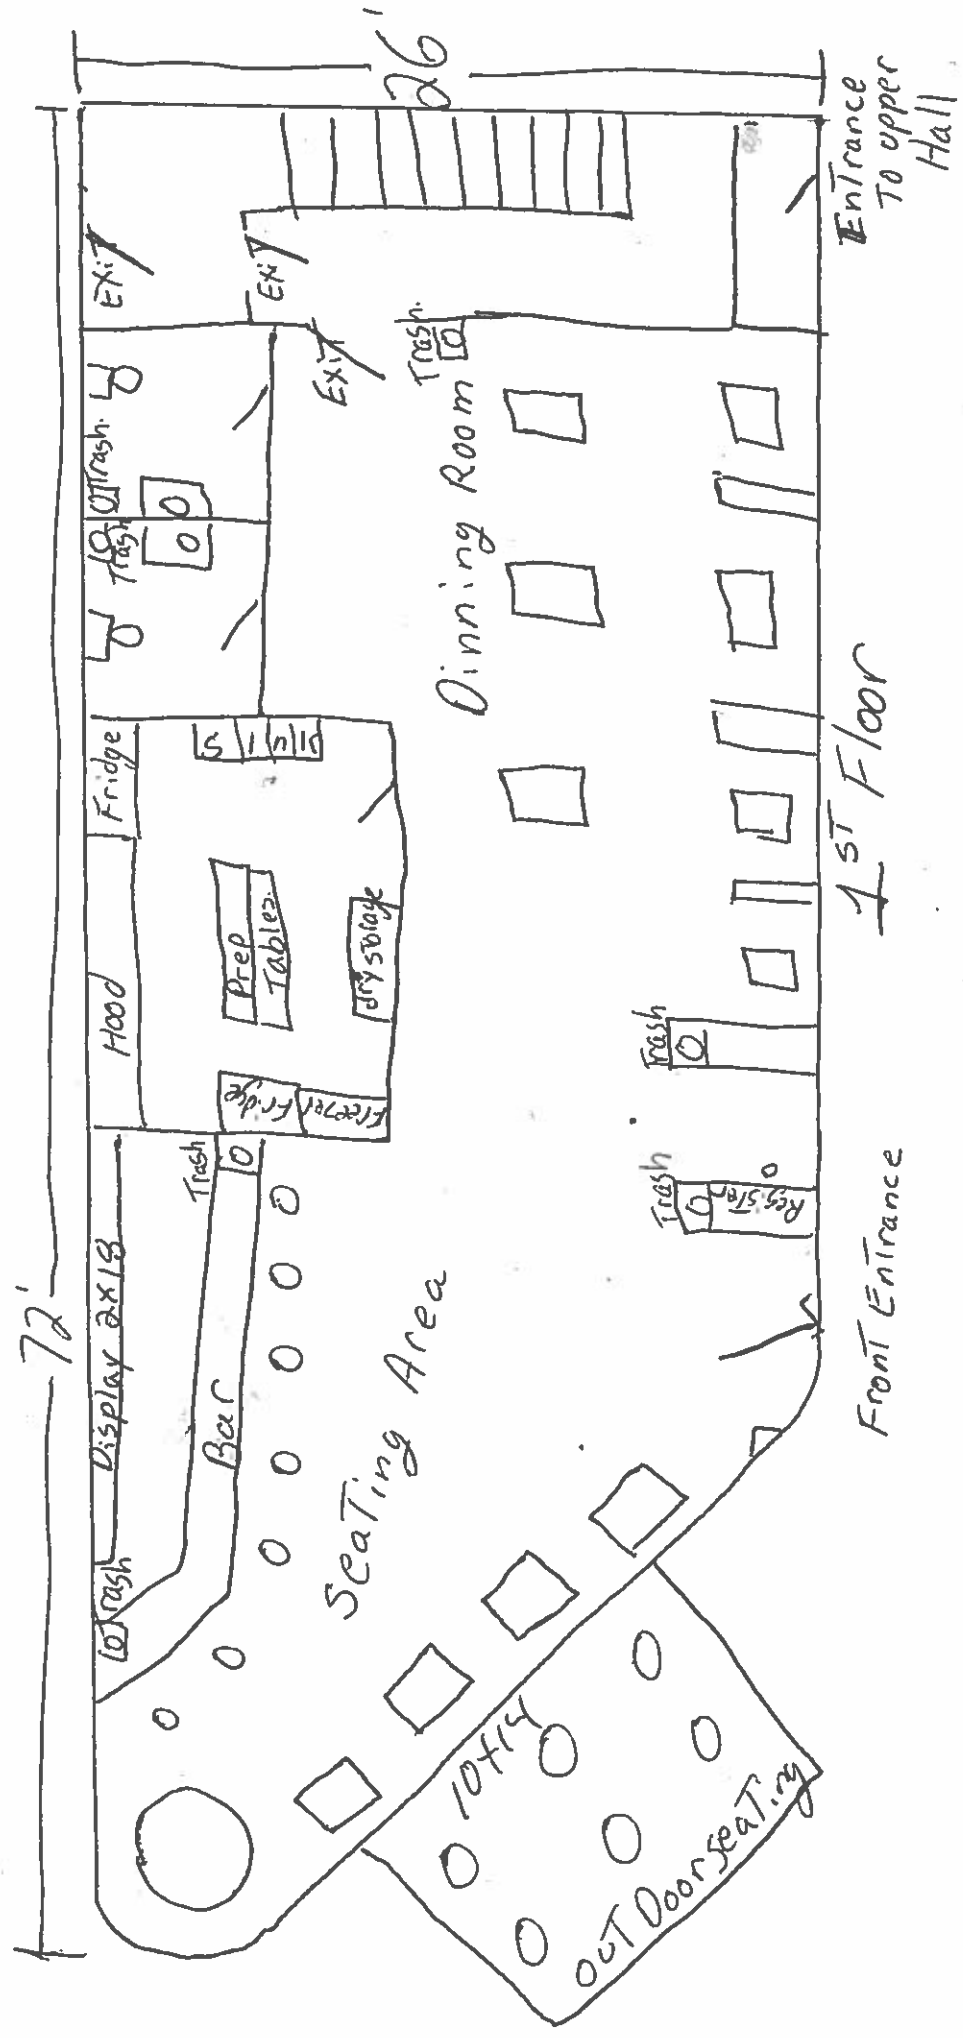 72'
26'
Exit
Exit
Exit
Trash.
Trash.
Trash
Fridge
Hood
Prep
Tables.
dry storage
Fridge
Freezer
Trash
Display 2x18
Trash
Bar
Dinning Room
Seating Area
Trash
Trash
Register
10x14
Out Door seating
Front Entrance
1st Floor
Entrance
To upper
Hall